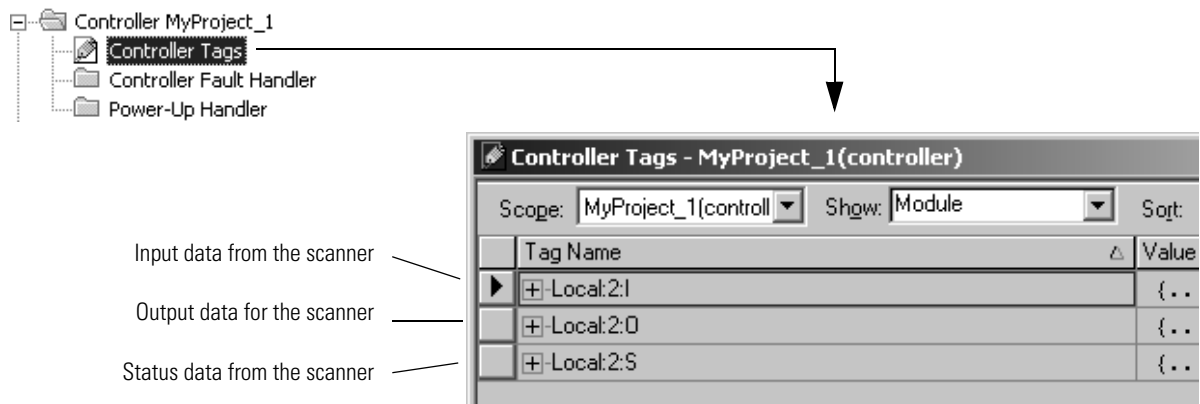 Controller MyProject_1
Controller Tags
Controller Fault Handler
Power-Up Handler
Controller Tags - MyProject_1(controller)
Scope: MyProject_1(controll Show: Module Sort:
Tag Name Value
Input data from the scanner
Local:2:I {..
Output data for the scanner
Local:2:O {..
Status data from the scanner
Local:2:S {..